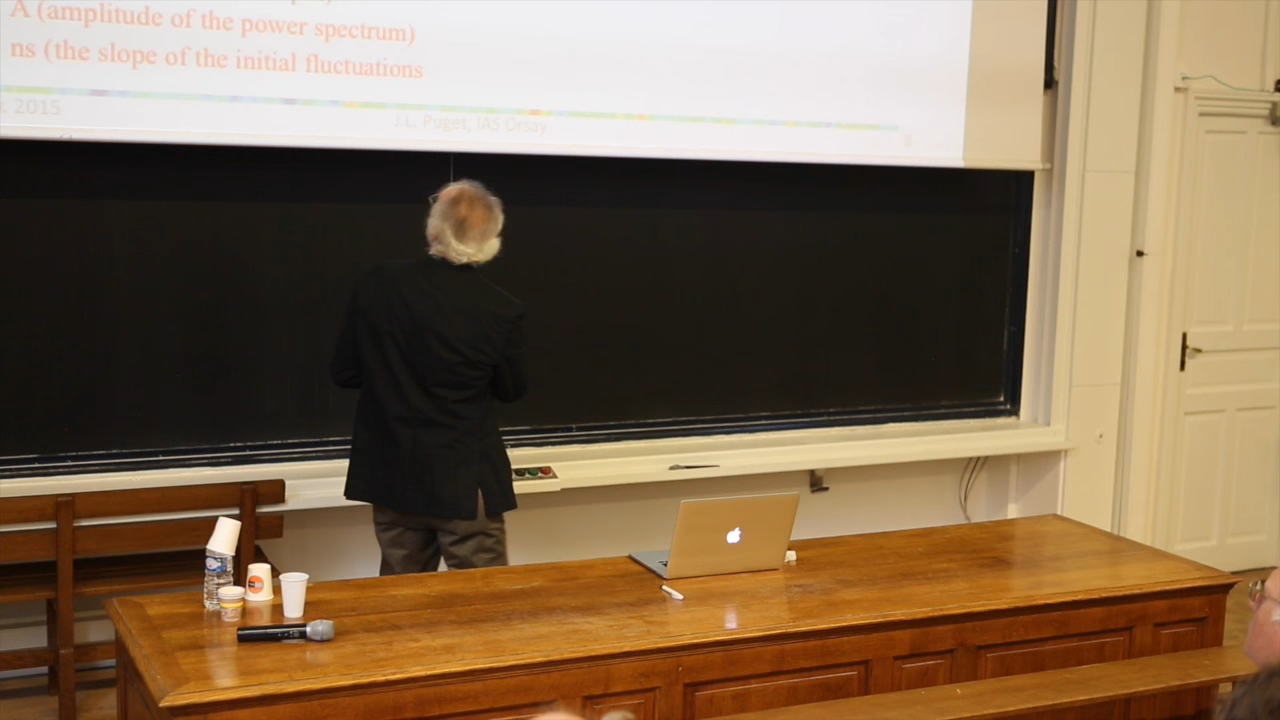 A (amplitude of the power spectrum)
ns (the slope of the initial fluctuations
2015
J.L. Puget, IAS Orsay